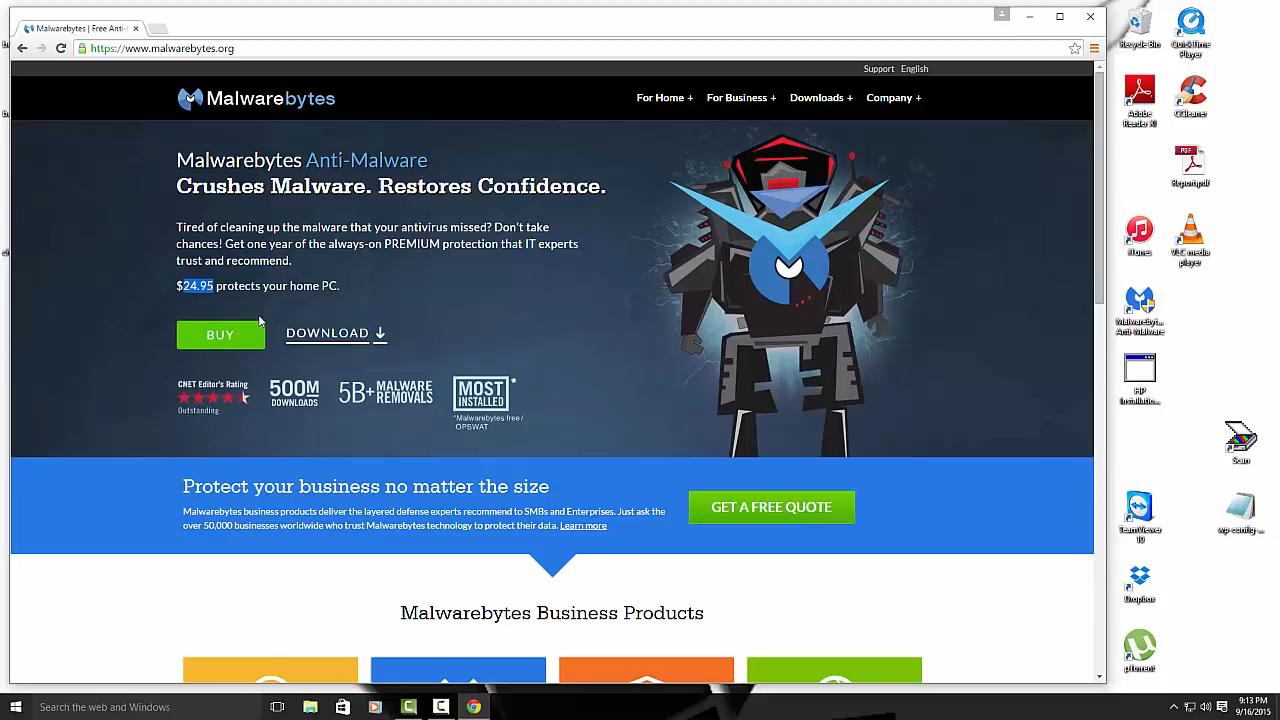 Malwarebytes | Free Anti-
https://www.malwarebytes.org
Support English
Malwarebytes
For Home + For Business + Downloads + Company +
Malwarebytes Anti-Malware
Crushes Malware. Restores Confidence.
Tired of cleaning up the malware that your antivirus missed? Don't take
chances! Get one year of the always-on PREMIUM protection that IT experts
trust and recommend.
$24.95 protects your home PC.
BUY DOWNLOAD
CNET Editor's Rating
Outstanding
500M
DOWNLOADS
5B+ MALWARE
REMOVALS
MOST
INSTALLED
*
*Malwarebytes free/
OPSWAT
Protect your business no matter the size
Malwarebytes business products deliver the layered defense experts recommend to SMBs and Enterprises. Just ask the
over 50,000 businesses worldwide who trust Malwarebytes technology to protect their data. Learn more
GET A FREE QUOTE
Malwarebytes Business Products
Recycle Bin
QuickTime
Player
Adobe
Reader XI
CCleaner
PDF
Report.pdf
iTunes
VLC media
player
Malwarebyt...
Anti-Malware
HP
Installatio...
Scan
TeamViewer
10
wp-config-...
Dropbox
µTorrent
Search the web and Windows
9:13 PM
9/16/2015